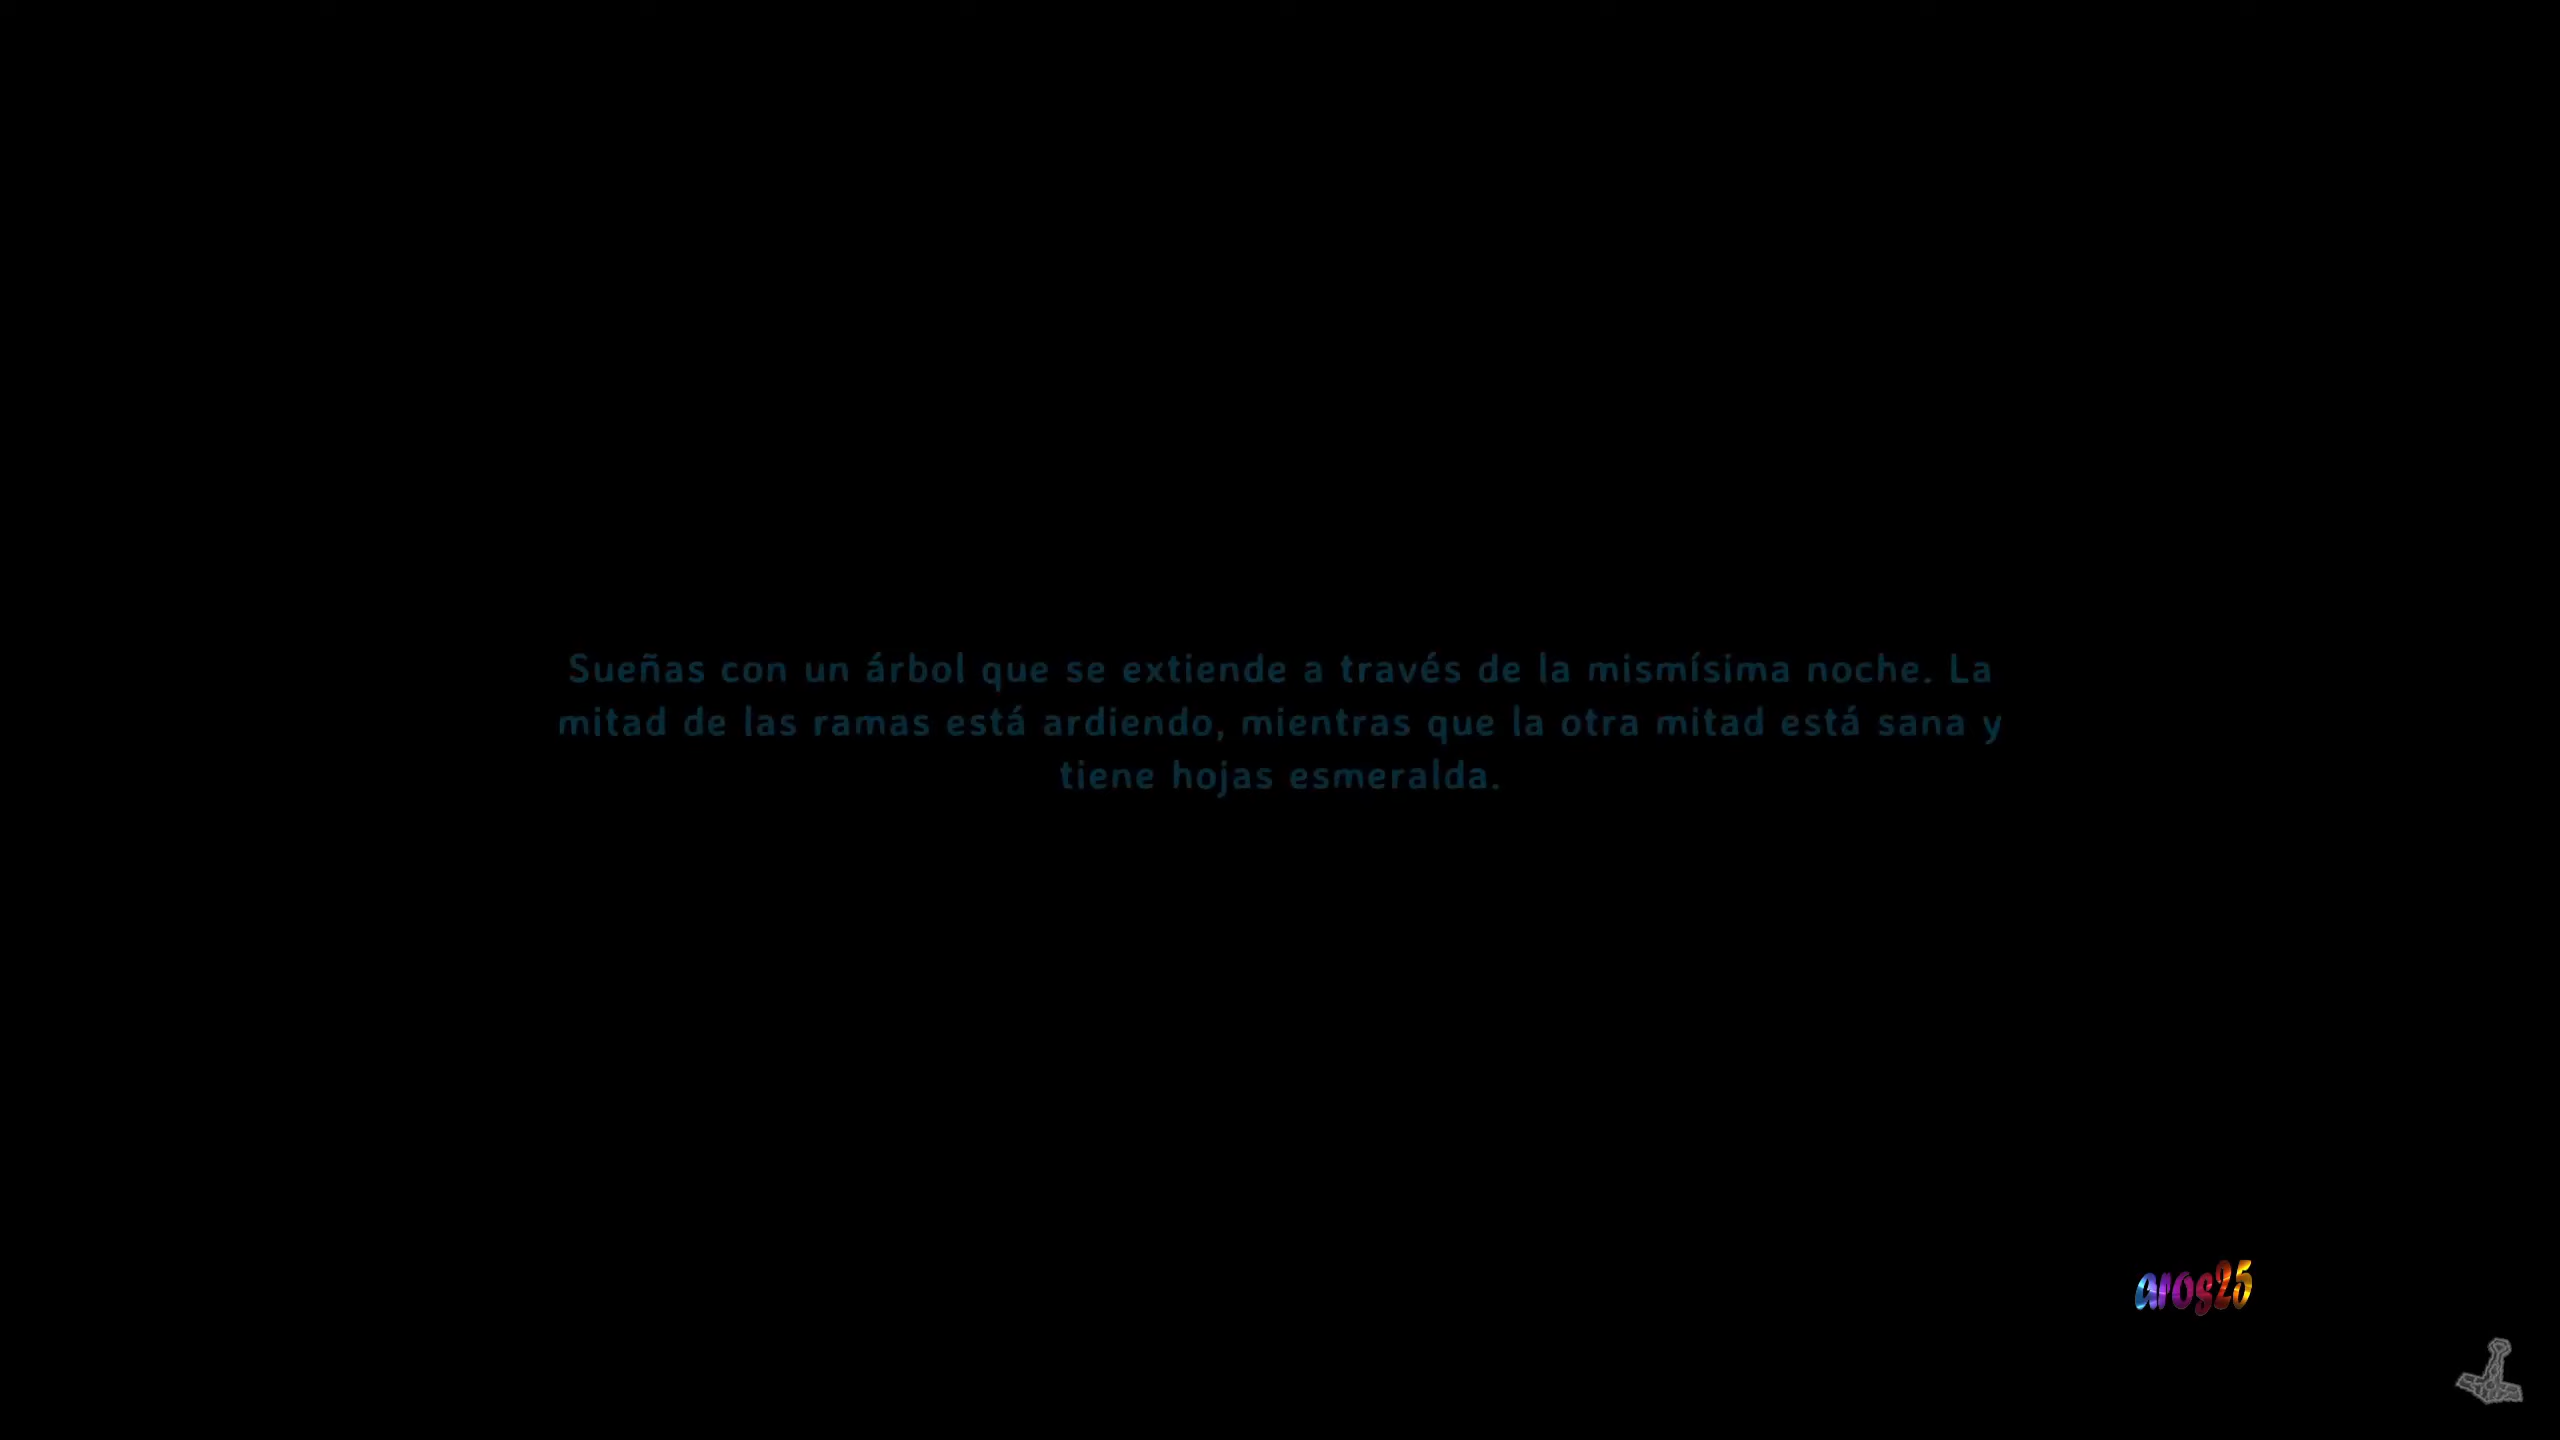 Sueñas con un árbol que se extiende a través de la mismísima noche. La
mitad de las ramas está ardiendo, mientras que la otra mitad está sana y
tiene hojas esmeralda.
aros25